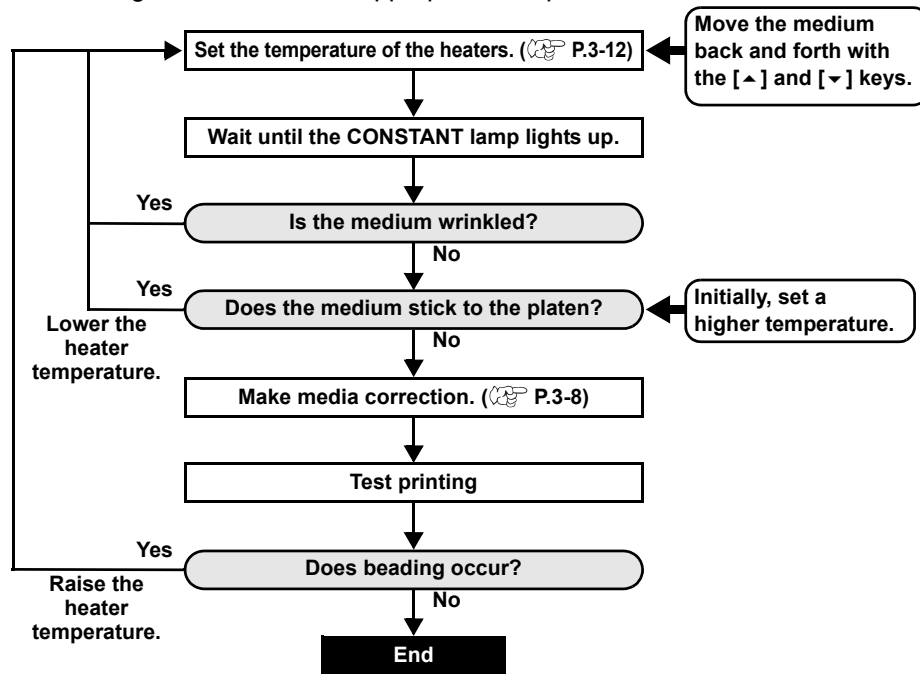 Set the temperature of the heaters. ( P.3-12)
Move the medium
back and forth with
the [ ] and [ ] keys.
Wait until the CONSTANT lamp lights up.
Yes
Is the medium wrinkled?
No
Yes
Does the medium stick to the platen?
Initially, set a
higher temperature.
Lower the
heater
temperature.
No
Make media correction. ( P.3-8)
Test printing
Yes
Does beading occur?
Raise the
heater
temperature.
No
End